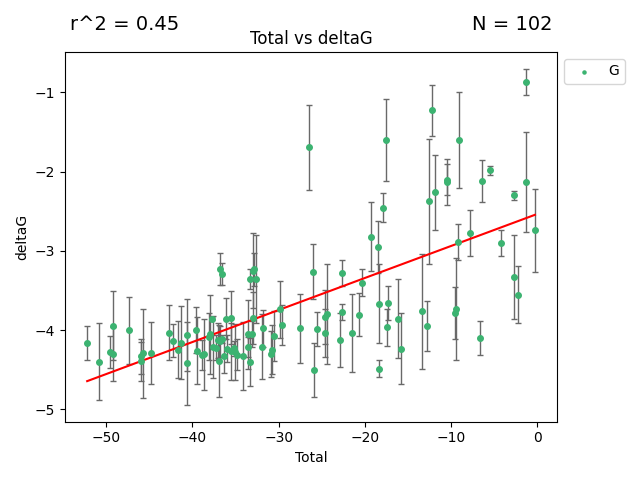 r^2 = 0.45
N = 102
Total vs deltaG
G
deltaG
−1
−2
−3
−4
−5
−50
−40
−30
−20
−10
0
Total